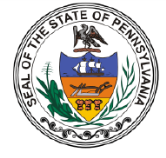 SEAL OF THE STATE OF PENNSYLVANIA